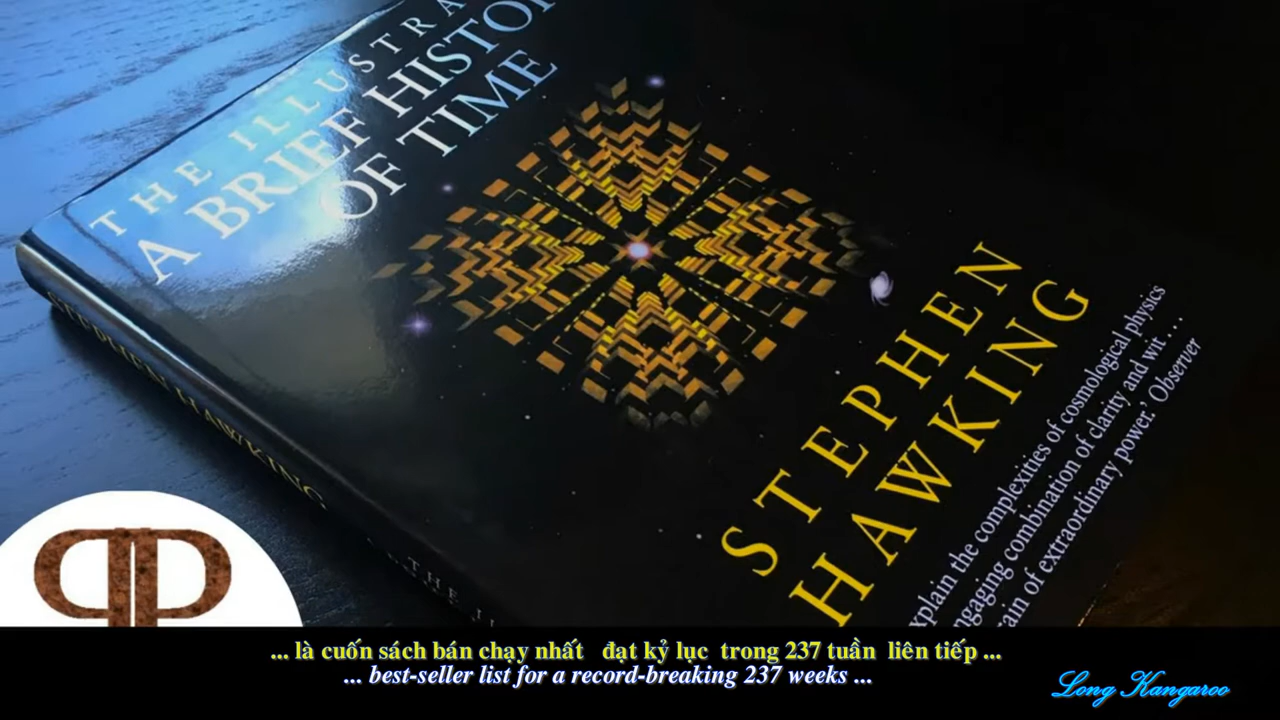 THE ILLUSTRA
A BRIEF HISTOR
OF TIME
STEPHEN
HAWKING
xplain the complexities of cosmological physics
ngaging combination of clarity and wit . . .
rain of extraordinary power.' Observer
STEPHEN HAWKING
THE I
... là cuốn sách bán chạy nhất đạt kỷ lục trong 237 tuần liên tiếp ...
... best-seller list for a record-breaking 237 weeks ...
Long Kangaroo